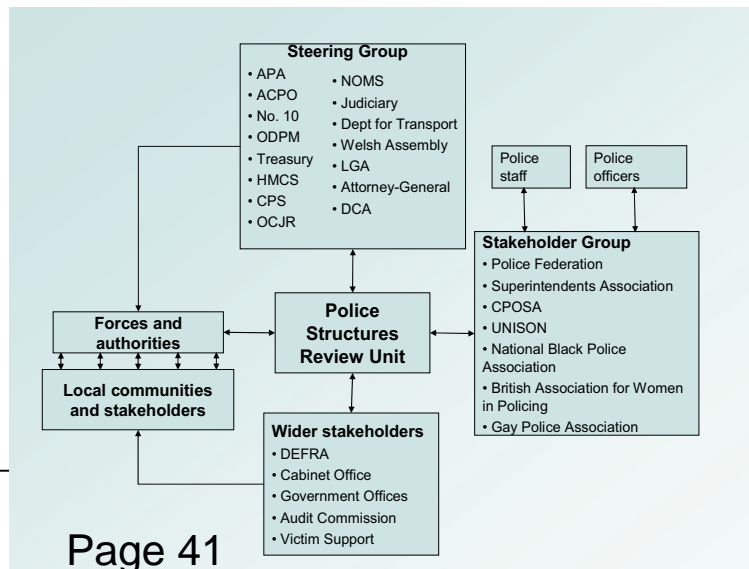 Steering Group
• APA
• ACPO
• No. 10
• ODPM
• Treasury
• HMCS
• CPS
• OCJR
• NOMS
• Judiciary
• Dept for Transport
• Welsh Assembly
• LGA
• Attorney-General
• DCA
Police
staff
Police
officers
Stakeholder Group
• Police Federation
• Superintendents Association
• CPOSA
• UNISON
• National Black Police
Association
• British Association for Women
in Policing
• Gay Police Association
Police
Structures
Review Unit
Forces and
authorities
Local communities
and stakeholders
Wider stakeholders
• DEFRA
• Cabinet Office
• Government Offices
• Audit Commission
• Victim Support
Page 41